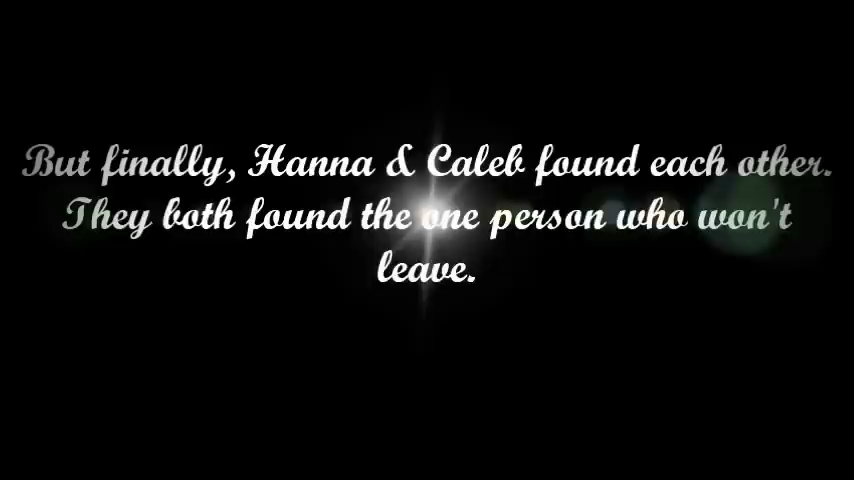 But finally, Hanna & Caleb found each other.
They both found the one person who won't
leave.